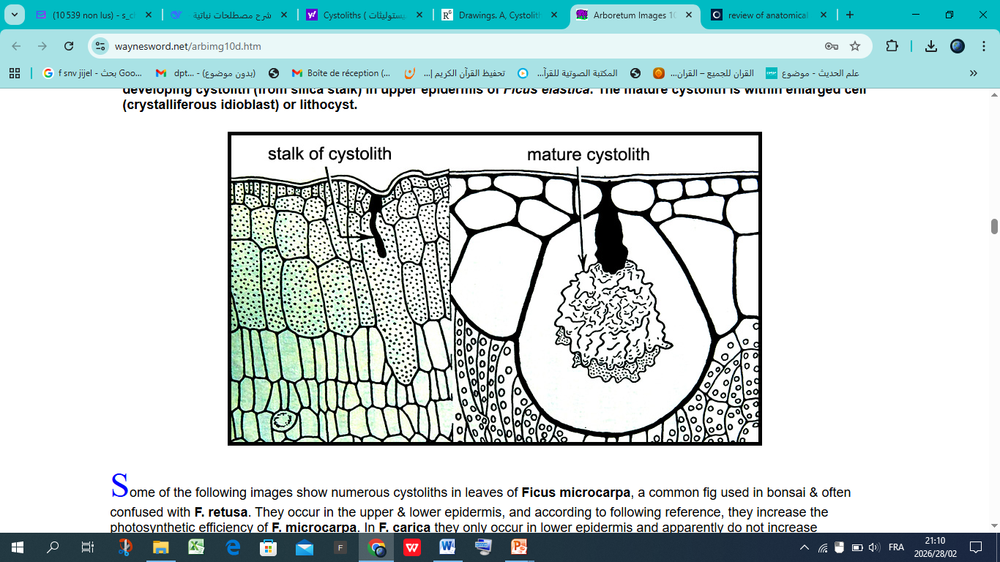 (10 539 non lus) - s_ch
شرح مصطلحات نباتية
Cystoliths ( سيستوليثات
Drawings. A, Cystolith
Arboretum Images 10
review of anatomical
waynesword.net/arbimg10d.htm
f snv jijel - بحث Goo...
dpt... - (بدون موضوع)
Boîte de réception (...
تحفيظ القرآن الكريم |...
المكتبة الصوتية للقرآ...
القران للجميع – القران...
علم الحديث - موضوع
developing cystolith (from silica stalk) in upper epidermis of Ficus elastica. The mature cystolith is within enlarged cell
(crystalliferous idioblast) or lithocyst.
stalk of cystolith
mature cystolith
Some of the following images show numerous cystoliths in leaves of Ficus microcarpa, a common fig used in bonsai & often
confused with F. retusa. They occur in the upper & lower epidermis, and according to following reference, they increase the
photosynthetic efficiency of F. microcarpa. In F. carica they only occur in lower epidermis and apparently do not increase
FRA
21:10
2026/28/02